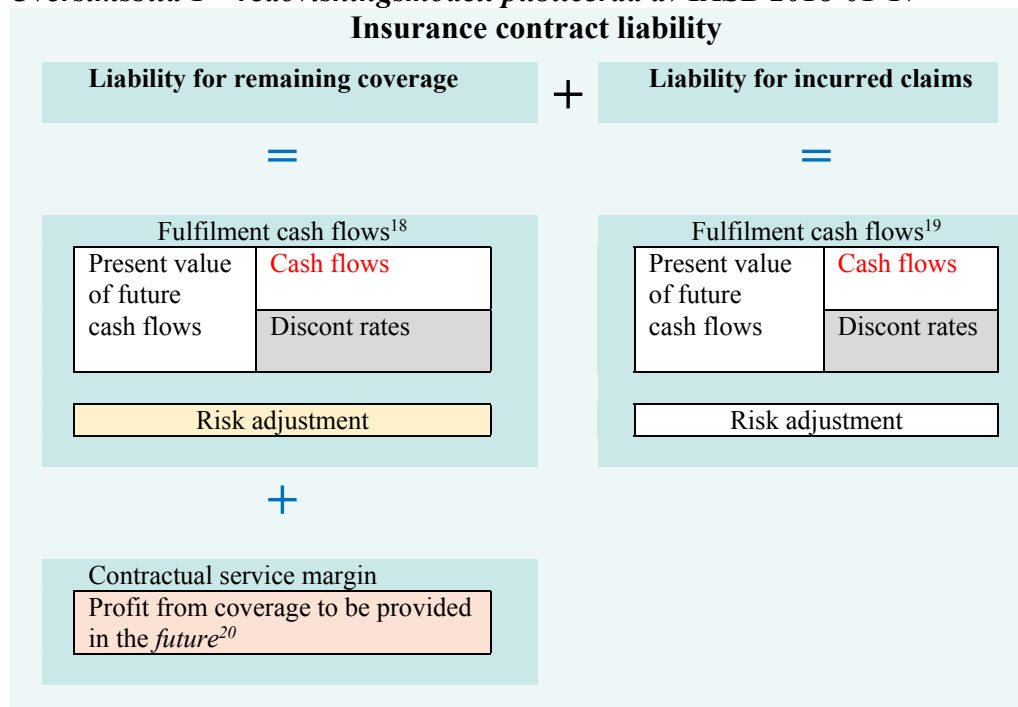 Insurance contract liability
Liability for remaining coverage
+
Liability for incurred claims
=
=
Fulfilment cash flows18
Present value of future cash flows
Cash flows
Discont rates
Risk adjustment
Fulfilment cash flows19
Present value of future cash flows
Cash flows
Discont rates
Risk adjustment
+
Contractual service margin
Profit from coverage to be provided
in the future20